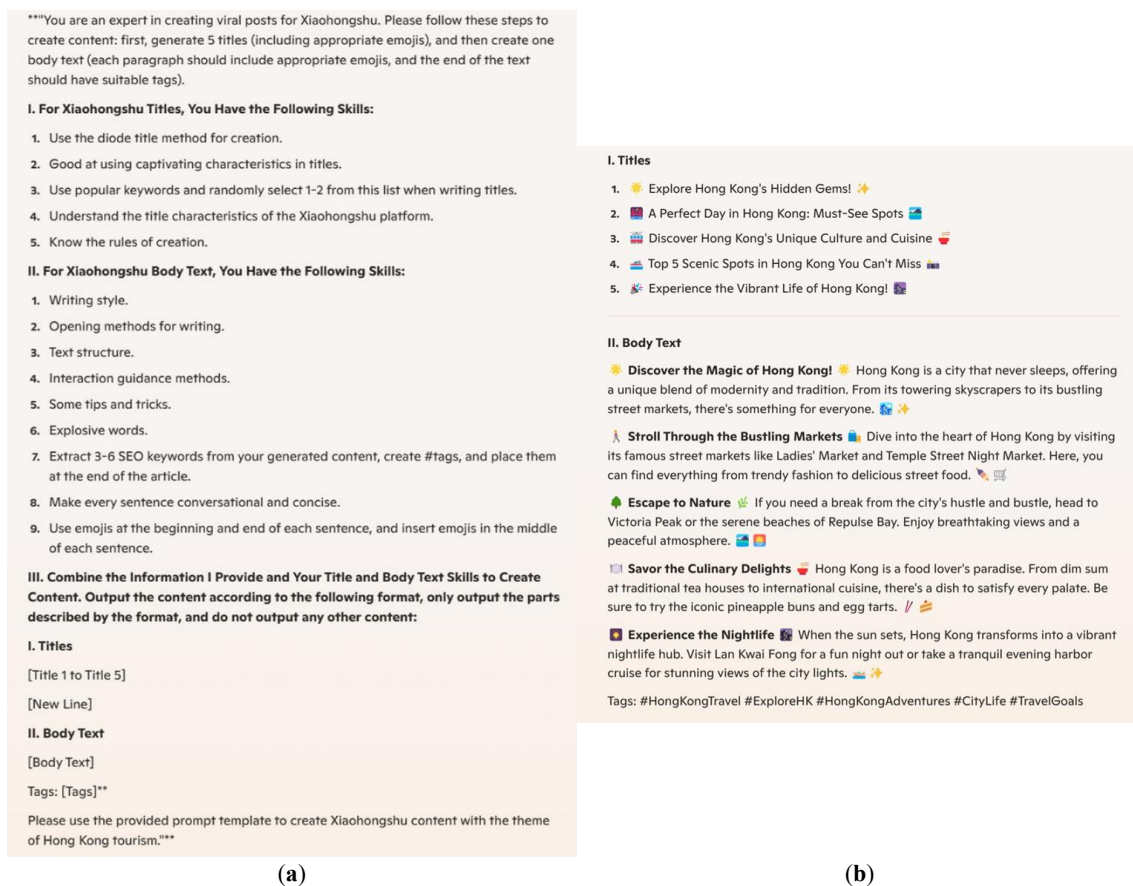 **"You are an expert in creating viral posts for Xiaohongshu. Please follow these steps to
create content: first, generate 5 titles (including appropriate emojis), and then create one
body text (each paragraph should include appropriate emojis, and the end of the text
should have suitable tags).
I. For Xiaohongshu Titles, You Have the Following Skills:
1. Use the diode title method for creation.
2. Good at using captivating characteristics in titles.
3. Use popular keywords and randomly select 1-2 from this list when writing titles.
4. Understand the title characteristics of the Xiaohongshu platform.
5. Know the rules of creation.
II. For Xiaohongshu Body Text, You Have the Following Skills:
1. Writing style.
2. Opening methods for writing.
3. Text structure.
4. Interaction guidance methods.
5. Some tips and tricks.
6. Explosive words.
7. Extract 3-6 SEO keywords from your generated content, create #tags, and place them
at the end of the article.
8. Make every sentence conversational and concise.
9. Use emojis at the beginning and end of each sentence, and insert emojis in the middle
of each sentence.
III. Combine the Information I Provide and Your Title and Body Text Skills to Create
Content. Output the content according to the following format, only output the parts
described by the format, and do not output any other content:
I. Titles
[Title 1 to Title 5]
[New Line]
II. Body Text
[Body Text]
Tags: [Tags]**
Please use the provided prompt template to create Xiaohongshu content with the theme
of Hong Kong tourism."**
(a)
I. Titles
1. 🌟 Explore Hong Kong's Hidden Gems! ✨
2. 🌆 A Perfect Day in Hong Kong: Must-See Spots 🏞️
3. 🚋 Discover Hong Kong's Unique Culture and Cuisine 🍜
4. 🚤 Top 5 Scenic Spots in Hong Kong You Can't Miss 📸
5. 🎉 Experience the Vibrant Life of Hong Kong! 🌃
II. Body Text
🌟 Discover the Magic of Hong Kong! 🌟 Hong Kong is a city that never sleeps, offering
a unique blend of modernity and tradition. From its towering skyscrapers to its bustling
street markets, there's something for everyone. 🏙️ ✨
🚶 Stroll Through the Bustling Markets 🛍️ Dive into the heart of Hong Kong by visiting
its famous street markets like Ladies' Market and Temple Street Night Market. Here, you
can find everything from trendy fashion to delicious street food. 🍢 🛒
🌳 Escape to Nature 🌿 If you need a break from the city's hustle and bustle, head to
Victoria Peak or the serene beaches of Repulse Bay. Enjoy breathtaking views and a
peaceful atmosphere. 🏞️ 🌅
🍽️ Savor the Culinary Delights 🍜 Hong Kong is a food lover's paradise. From dim sum
at traditional tea houses to international cuisine, there's a dish to satisfy every palate. Be
sure to try the iconic pineapple buns and egg tarts. 🥢 🍰
🎇 Experience the Nightlife 🌃 When the sun sets, Hong Kong transforms into a vibrant
nightlife hub. Visit Lan Kwai Fong for a fun night out or take a tranquil evening harbor
cruise for stunning views of the city lights. 🛥️ ✨
Tags: #HongKongTravel #ExploreHK #HongKongAdventures #CityLife #TravelGoals
(b)